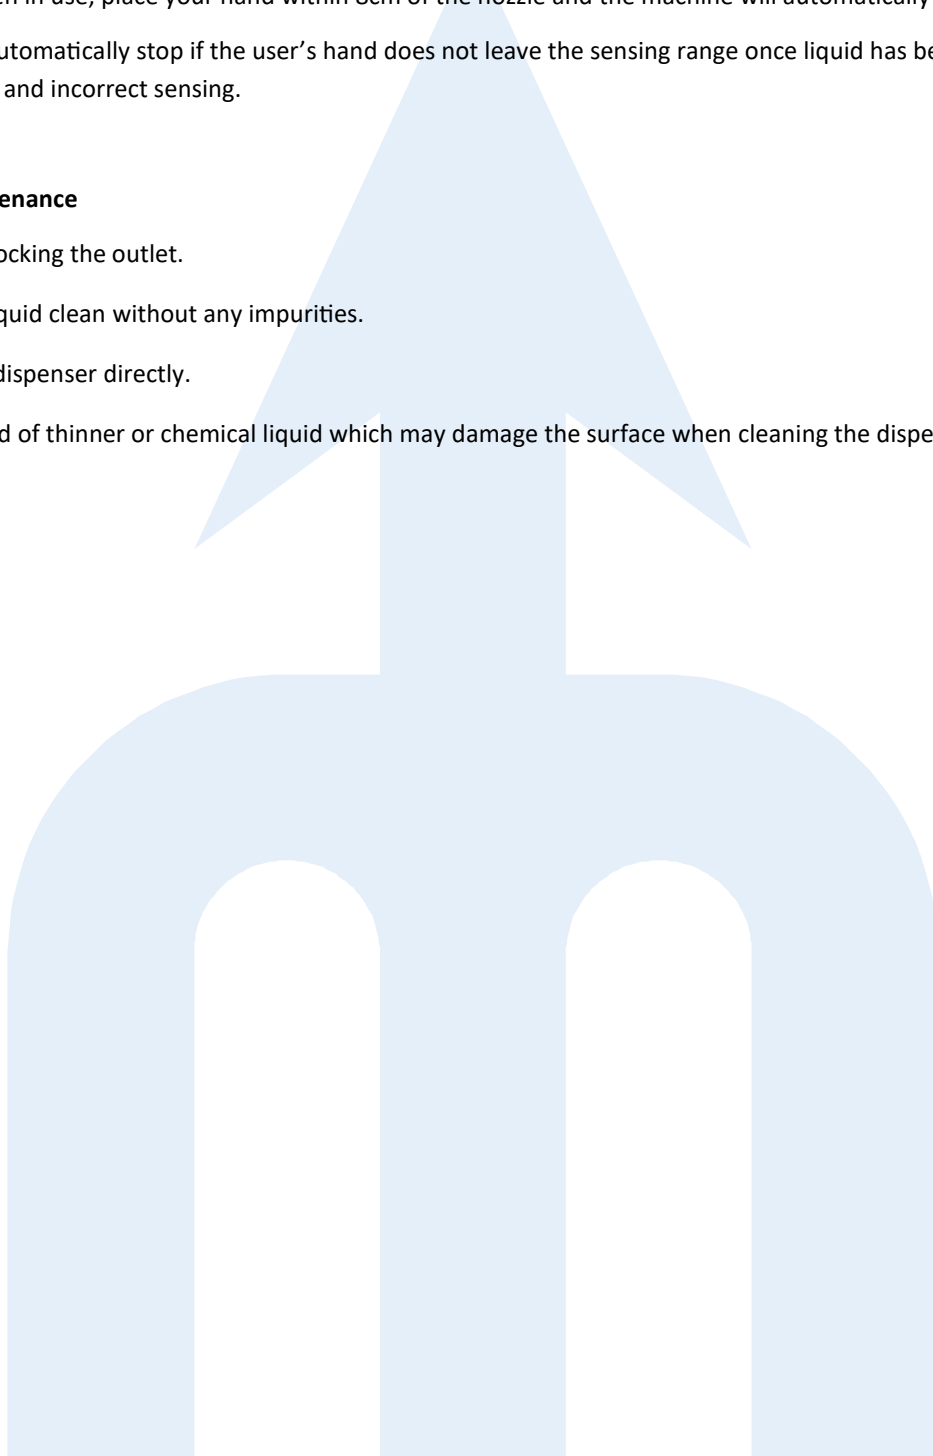 en in use, place your hand within 8cm of the nozzle and the machine will automatically
utomatically stop if the user's hand does not leave the sensing range once liquid has be
and incorrect sensing.
enance
ocking the outlet.
quid clean without any impurities.
dispenser directly.
d of thinner or chemical liquid which may damage the surface when cleaning the dispe